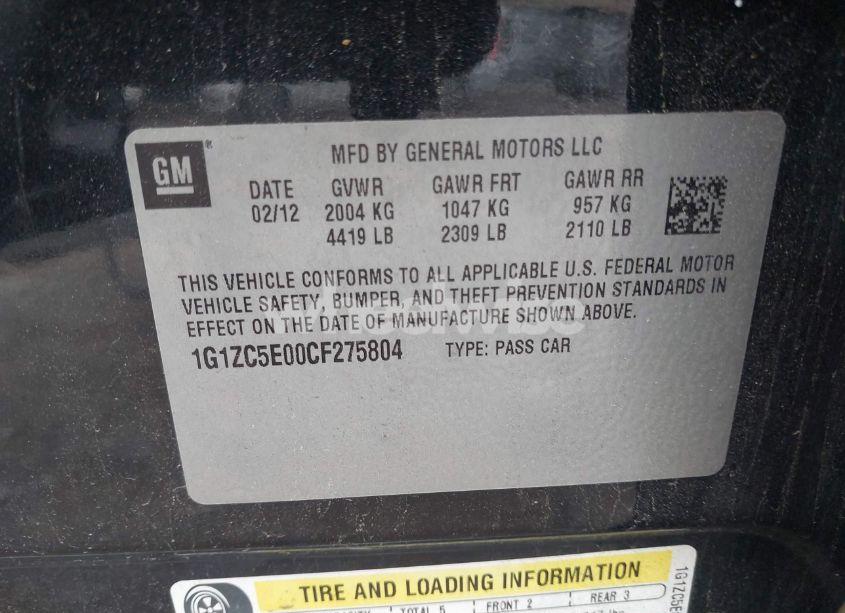 GM ®
MFD BY GENERAL MOTORS LLC
DATE GVWR GAWR FRT GAWR RR
02/12 2004 KG 1047 KG 957 KG
4419 LB 2309 LB 2110 LB
THIS VEHICLE CONFORMS TO ALL APPLICABLE U.S. FEDERAL MOTOR
VEHICLE SAFETY, BUMPER, AND THEFT PREVENTION STANDARDS IN
EFFECT ON THE DATE OF MANUFACTURE SHOWN ABOVE.
1G1ZC5E00CF275804 TYPE: PASS CAR
TIRE AND LOADING INFORMATION
TOTAL 5 FRONT 2 REAR 3